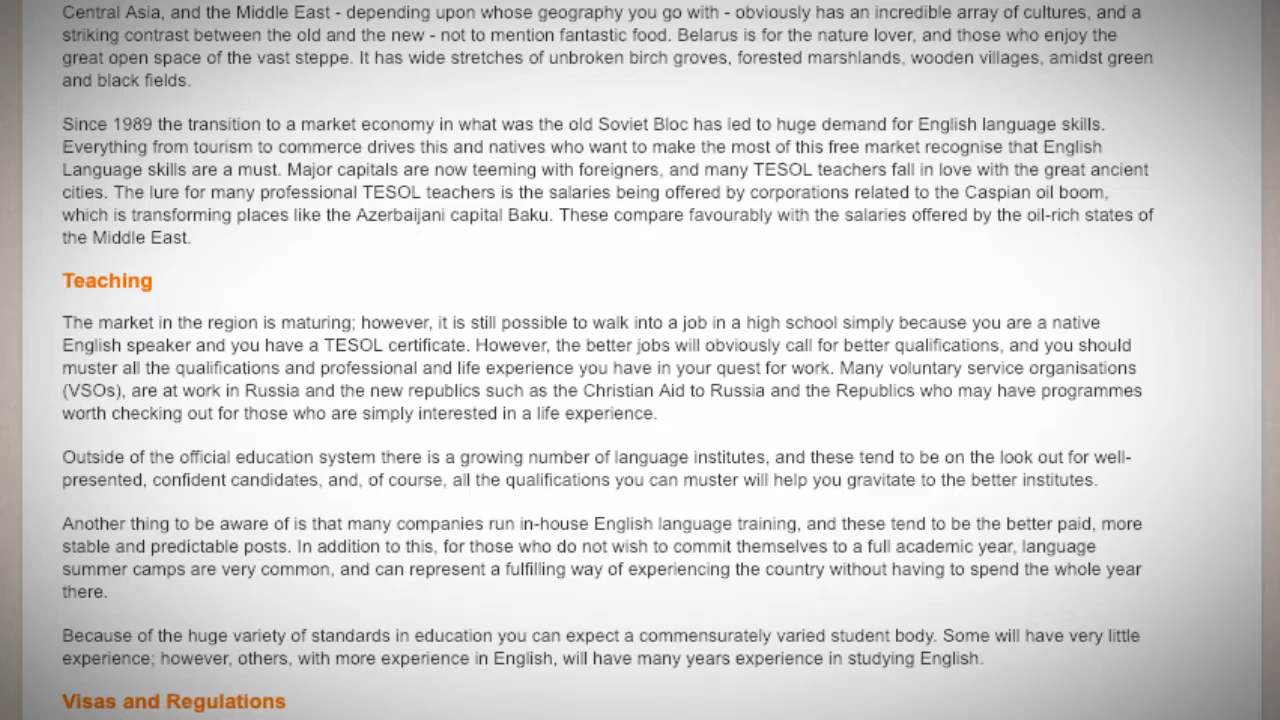 Central Asia, and the Middle East - depending upon whose geography you go with - obviously has an incredible array of cultures, and a
striking contrast between the old and the new - not to mention fantastic food. Belarus is for the nature lover, and those who enjoy the
great open space of the vast steppe. It has wide stretches of unbroken birch groves, forested marshlands, wooden villages, amidst green
and black fields.
Since 1989 the transition to a market economy in what was the old Soviet Bloc has led to huge demand for English language skills.
Everything from tourism to commerce drives this and natives who want to make the most of this free market recognise that English
Language skills are a must. Major capitals are now teeming with foreigners, and many TESOL teachers fall in love with the great ancient
cities. The lure for many professional TESOL teachers is the salaries being offered by corporations related to the Caspian oil boom,
which is transforming places like the Azerbaijani capital Baku. These compare favourably with the salaries offered by the oil-rich states of
the Middle East.
Teaching
The market in the region is maturing; however, it is still possible to walk into a job in a high school simply because you are a native
English speaker and you have a TESOL certificate. However, the better jobs will obviously call for better qualifications, and you should
muster all the qualifications and professional and life experience you have in your quest for work. Many voluntary service organisations
(VSOs), are at work in Russia and the new republics such as the Christian Aid to Russia and the Republics who may have programmes
worth checking out for those who are simply interested in a life experience.
Outside of the official education system there is a growing number of language institutes, and these tend to be on the look out for well-
presented, confident candidates, and, of course, all the qualifications you can muster will help you gravitate to the better institutes.
Another thing to be aware of is that many companies run in-house English language training, and these tend to be the better paid, more
stable and predictable posts. In addition to this, for those who do not wish to commit themselves to a full academic year, language
summer camps are very common, and can represent a fulfilling way of experiencing the country without having to spend the whole year
there.
Because of the huge variety of standards in education you can expect a commensurately varied student body. Some will have very little
experience; however, others, with more experience in English, will have many years experience in studying English.
Visas and Regulations